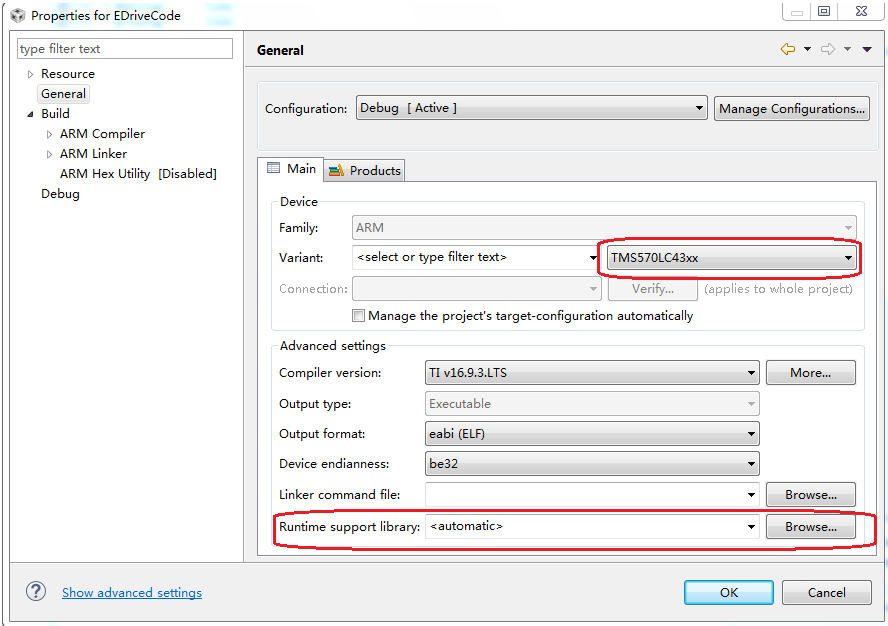 Properties for EDriveCode
type filter text
Resource
General
Build
ARM Compiler
ARM Linker
ARM Hex Utility [Disabled]
Debug
General
Configuration: Debug [ Active ] Manage Configurations...
Main Products
Device
Family: ARM
Variant: <select or type filter text> TMS570LC43xx
Connection: Verify... (applies to whole project)
Manage the project's target-configuration automatically
Advanced settings
Compiler version: TI v16.9.3.LTS More...
Output type: Executable
Output format: eabi (ELF)
Device endianness: be32
Linker command file: Browse...
Runtime support library: <automatic> Browse...
? Show advanced settings OK Cancel